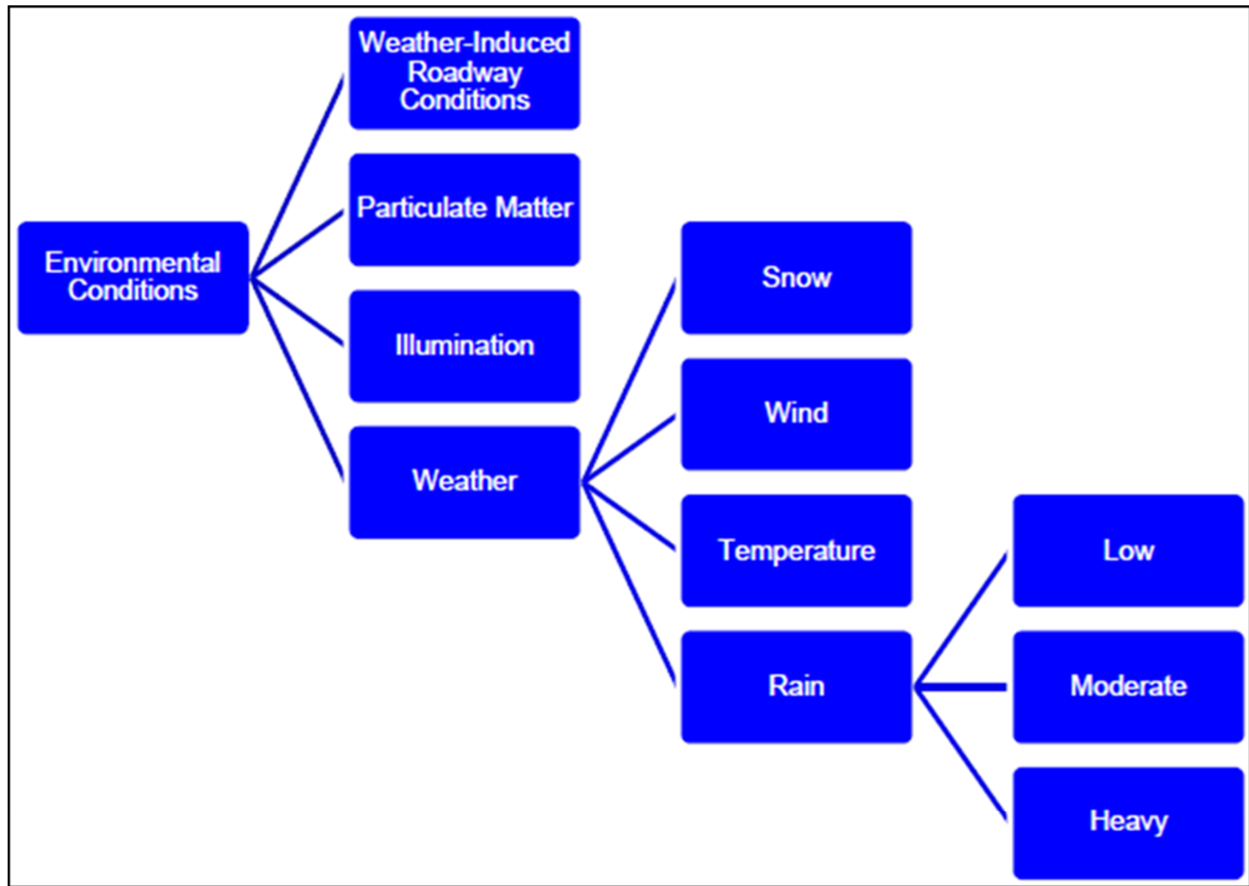 Environmental
Conditions
Weather-Induced
Roadway
Conditions
Particulate Matter
Illumination
Weather
Snow
Wind
Temperature
Rain
Low
Moderate
Heavy